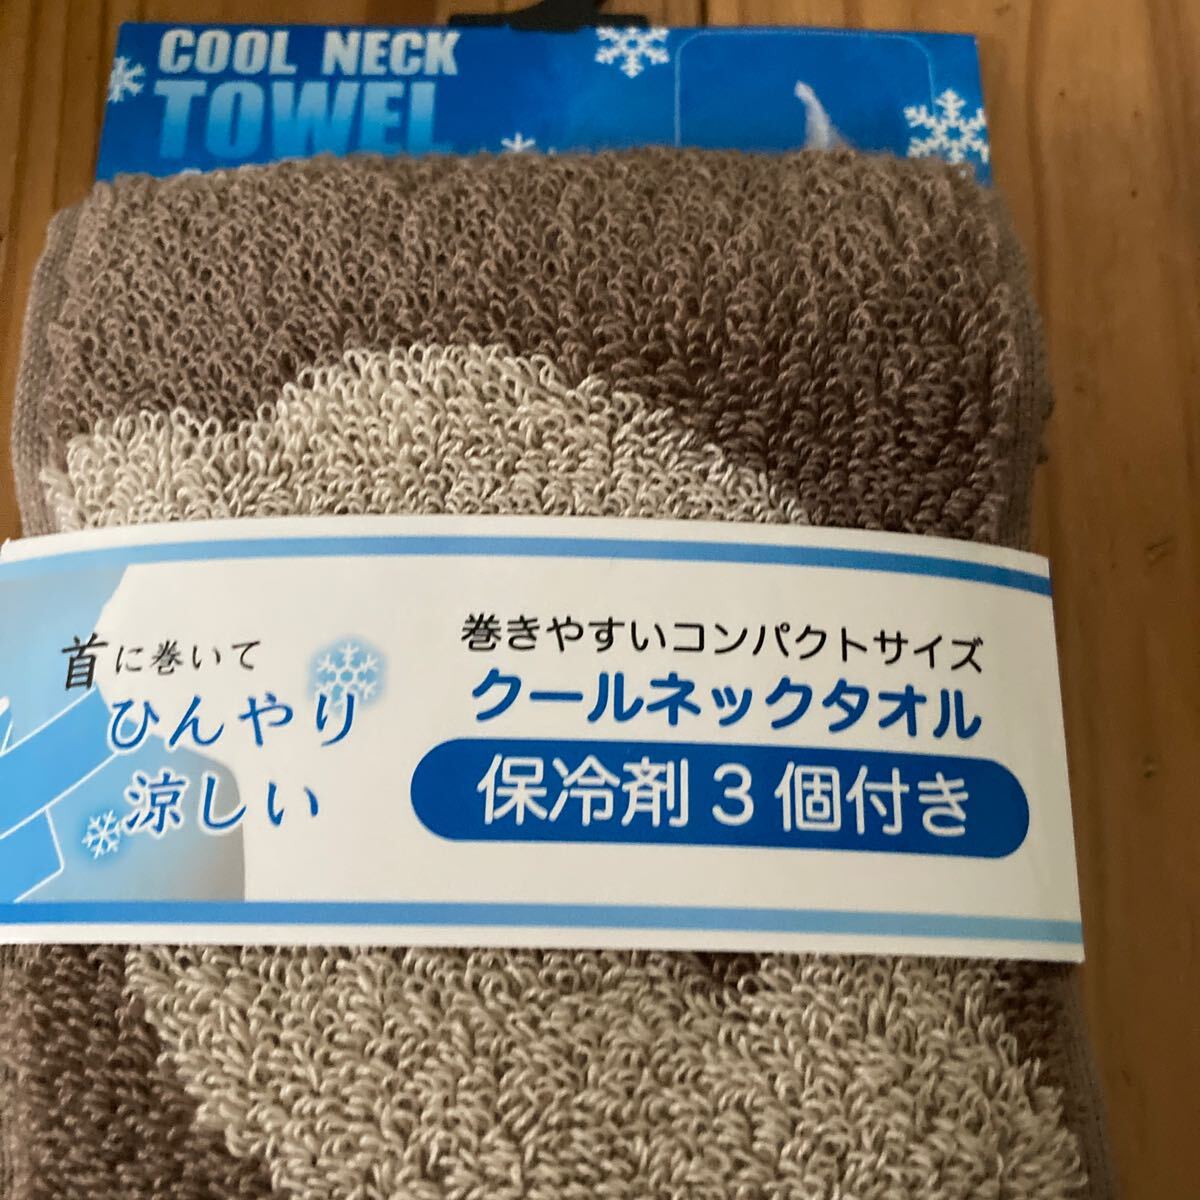 COOL NECK
TOWEL
首に巻いて
ひんやり
涼しい
巻きやすいコンパクトサイズ
クールネックタオル
保冷剤3個付き